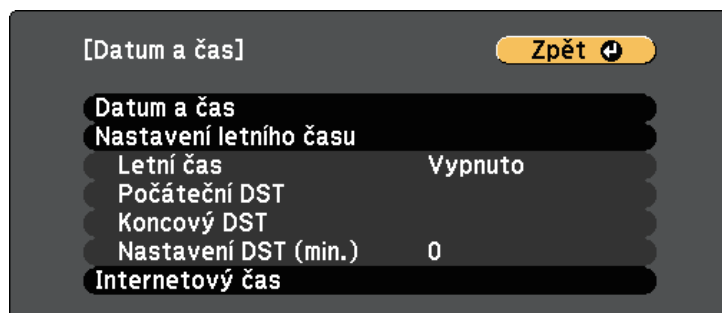 [Datum a čas] Zpět
Datum a čas
Nastavení letního času
Letní čas Vypnuto
Počáteční DST
Koncový DST
Nastavení DST (min.) 0
Internetový čas